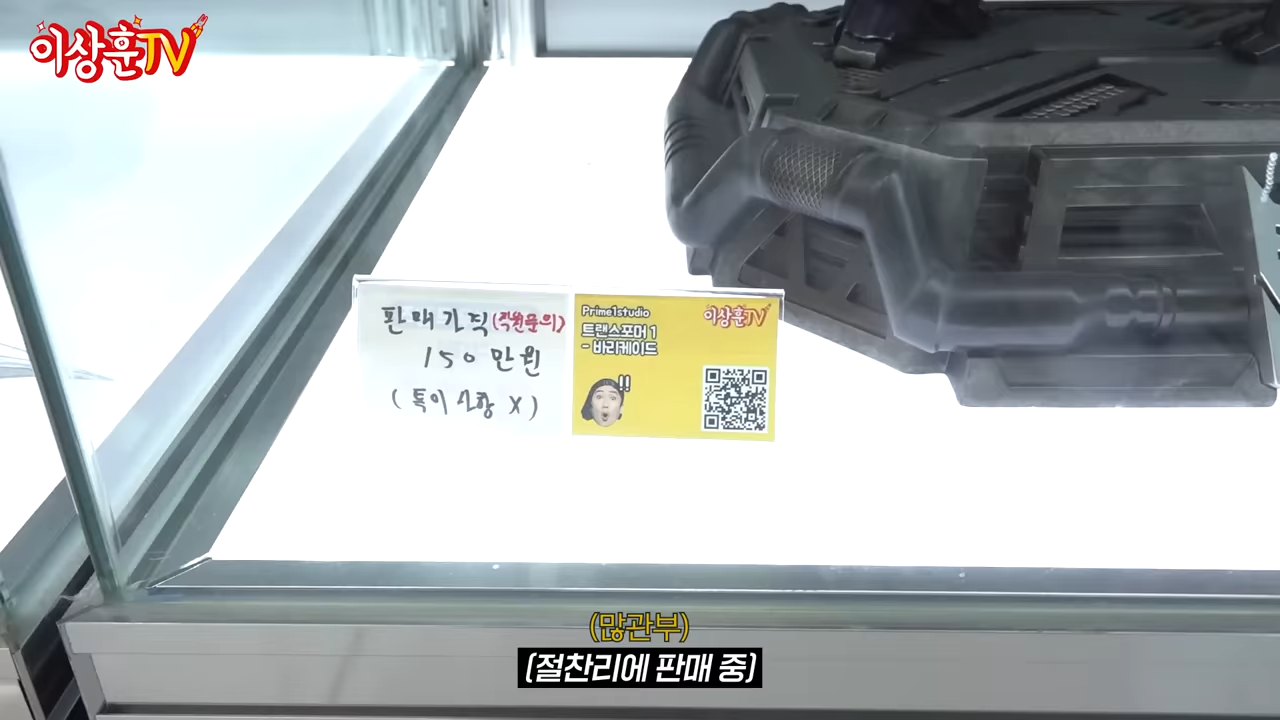 이상훈TV
판매가격(직원문의)
150만원
(특이사항 X)
Prime1studio
이상훈TV
트랜스포머 1
- 바리케이드
!!
(많관부)
(절찬리에 판매 중)